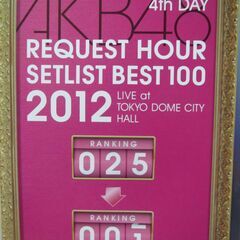 4th DAY
AKB48
REQUEST HOUR
SETLIST BEST 100
2012 LIVE at
TOKYO DOME CITY
HALL
RANKING
025
RANKING
001